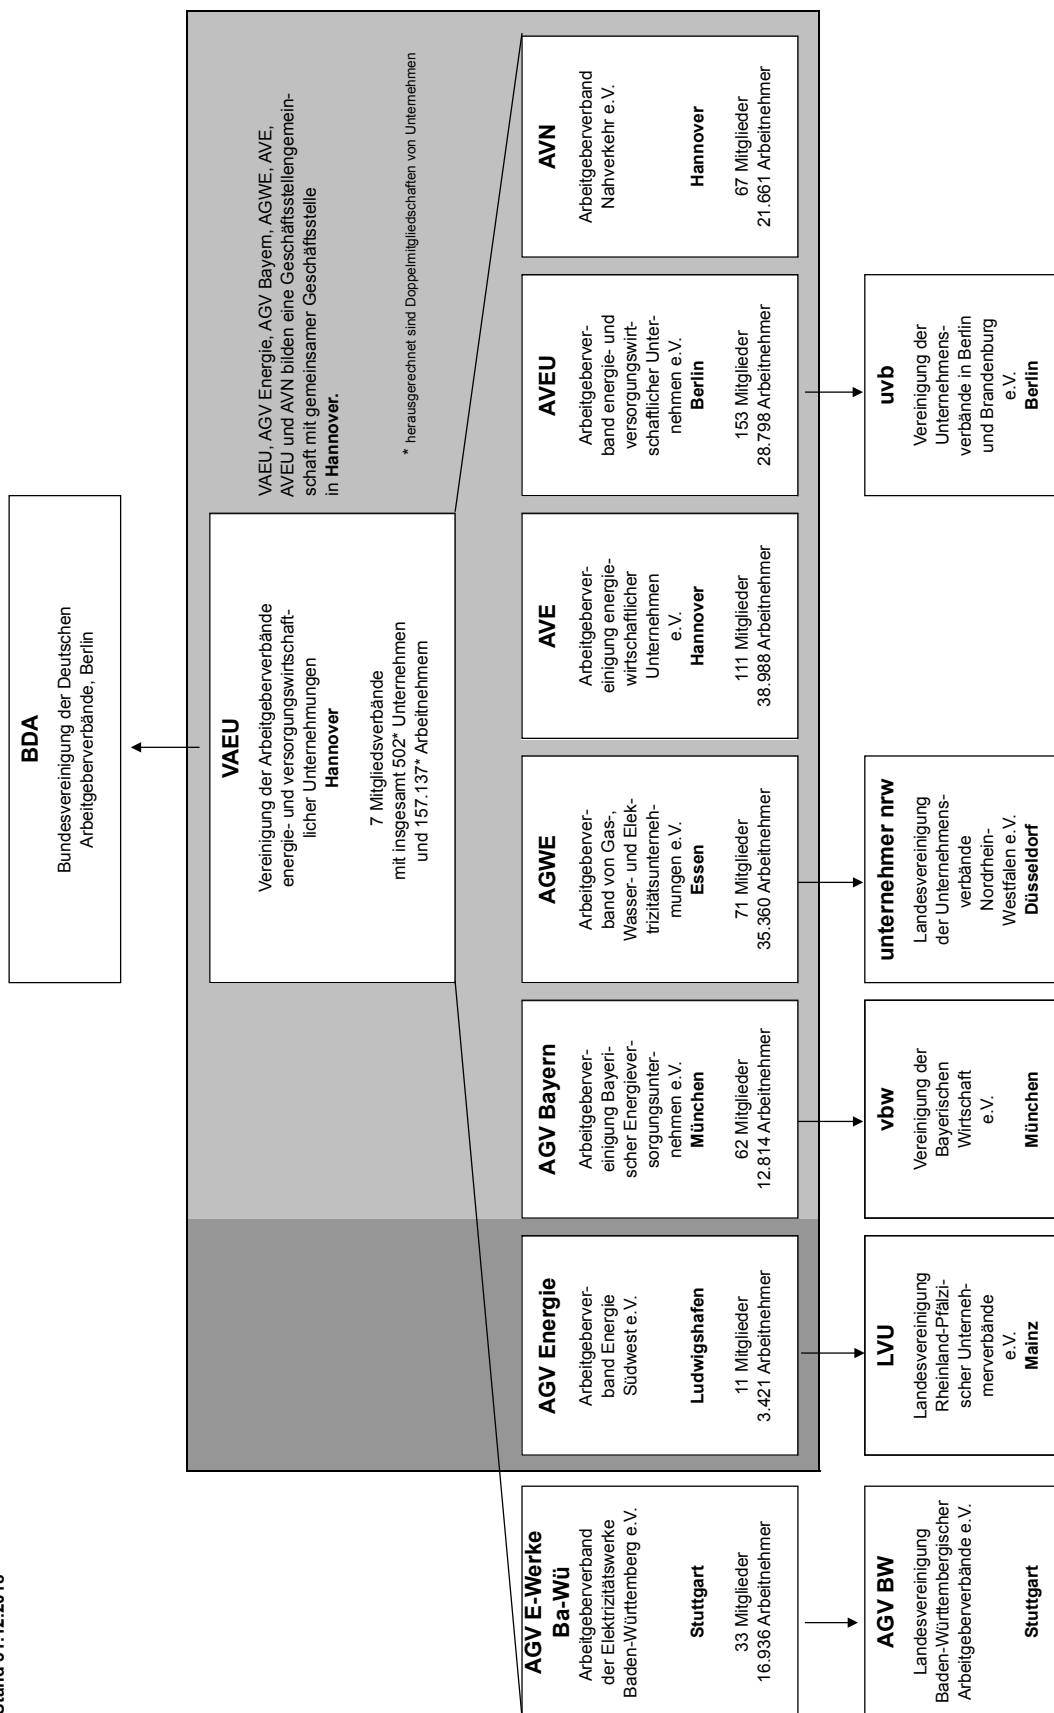 BDA
Bundesvereinigung der Deutschen
Arbeitgeberverbände, Berlin
VAEU
Vereinigung der Arbeitgeberverbände
energie- und versorgungswirtschaft-
licher Unternehmungen
Hannover
7 Mitgliedsverbände
mit insgesamt 502* Unternehmen
und 157.137* Arbeitnehmern
VAEU, AGV Energie, AGV Bayern, AGWE, AVE,
AVEU und AVN bilden eine Geschäftsstellengemein-
schaft mit gemeinsamer Geschäftsstelle
in Hannover.
* herausgerechnet sind Doppelmitgliedschaften von Unternehmen
AGV E-Werke
Ba-Wü
Arbeitgeberverband
der Elektrizitätswerke
Baden-Württemberg e.V.
Stuttgart
33 Mitglieder
16.936 Arbeitnehmer
AGV Energie
Arbeitgeberver-
band Energie
Südwest e.V.
Ludwigshafen
11 Mitglieder
3.421 Arbeitnehmer
AGV Bayern
Arbeitgeberver-
einigung Bayeri-
scher Energiever-
sorgungsunter-
nehmen e.V.
München
62 Mitglieder
12.814 Arbeitnehmer
AGWE
Arbeitgeberver-
band von Gas-,
Wasser- und Elek-
trizitätsunterneh-
mungen e.V.
Essen
71 Mitglieder
35.360 Arbeitnehmer
AVE
Arbeitgeberver-
einigung energie-
wirtschaftlicher
Unternehmen
e.V.
Hannover
111 Mitglieder
38.988 Arbeitnehmer
AVEU
Arbeitgeberver-
band energie- und
versorgungswirt-
schaftlicher Unter-
nehmen e.V.
Berlin
153 Mitglieder
28.798 Arbeitnehmer
AVN
Arbeitgeberverband
Nahverkehr e.V.
Hannover
67 Mitglieder
21.661 Arbeitnehmer
AGV BW
Landesvereinigung
Baden-Württembergischer
Arbeitgeberverbände e.V.
Stuttgart
LVU
Landesvereinigung
Rheinland-Pfälzi-
scher Unterneh-
merverbände
e.V.
Mainz
vbw
Vereinigung der
Bayerischen
Wirtschaft
e.V.
München
unternehmer nrw
Landesvereinigung
der Unternehmens-
verbände
Nordrhein-
Westfalen e.V.
Düsseldorf
uvb
Vereinigung der
Unternehmens-
verbände in Berlin
und Brandenburg
e.V.
Berlin